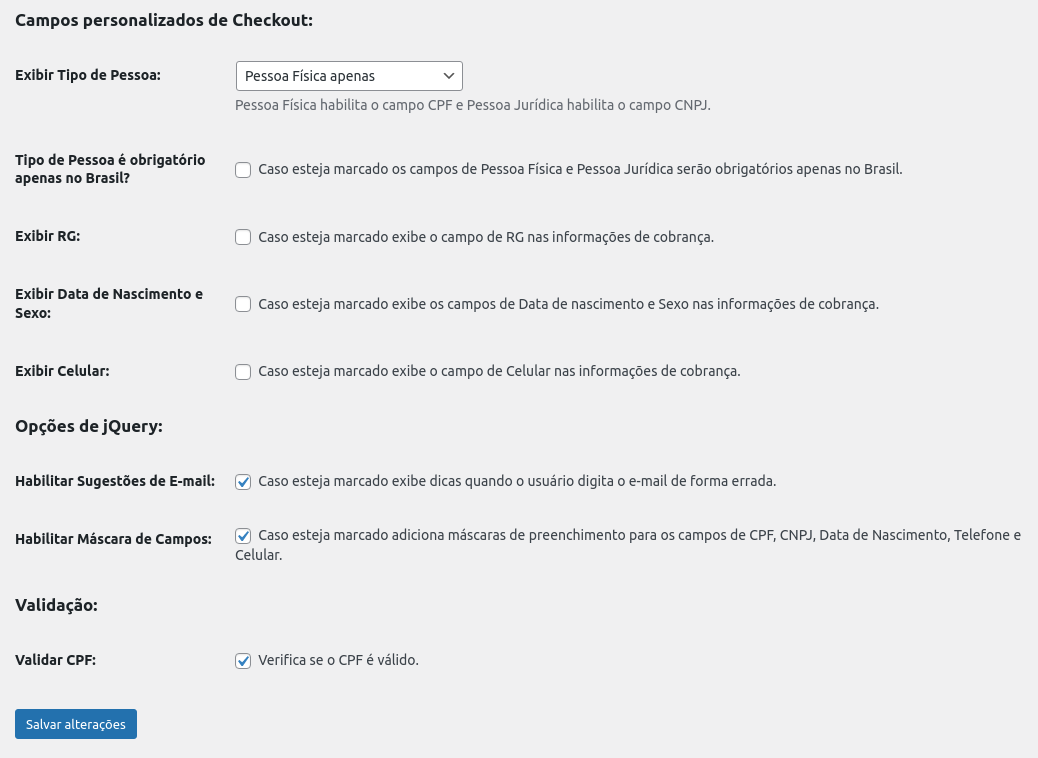 Campos personalizados de Checkout:
Exibir Tipo de Pessoa:
Pessoa Física apenas
Pessoa Física habilita o campo CPF e Pessoa Jurídica habilita o campo CNPJ.
Tipo de Pessoa é obrigatório
apenas no Brasil?
Caso esteja marcado os campos de Pessoa Física e Pessoa Jurídica serão obrigatórios apenas no Brasil.
Exibir RG:
Caso esteja marcado exibe o campo de RG nas informações de cobrança.
Exibir Data de Nascimento e
Sexo:
Caso esteja marcado exibe os campos de Data de nascimento e Sexo nas informações de cobrança.
Exibir Celular:
Caso esteja marcado exibe o campo de Celular nas informações de cobrança.
Opções de jQuery:
Habilitar Sugestões de E-mail:
Caso esteja marcado exibe dicas quando o usuário digita o e-mail de forma errada.
Habilitar Máscara de Campos:
Caso esteja marcado adiciona máscaras de preenchimento para os campos de CPF, CNPJ, Data de Nascimento, Telefone e
Celular.
Validação:
Validar CPF:
Verifica se o CPF é válido.
Salvar alterações